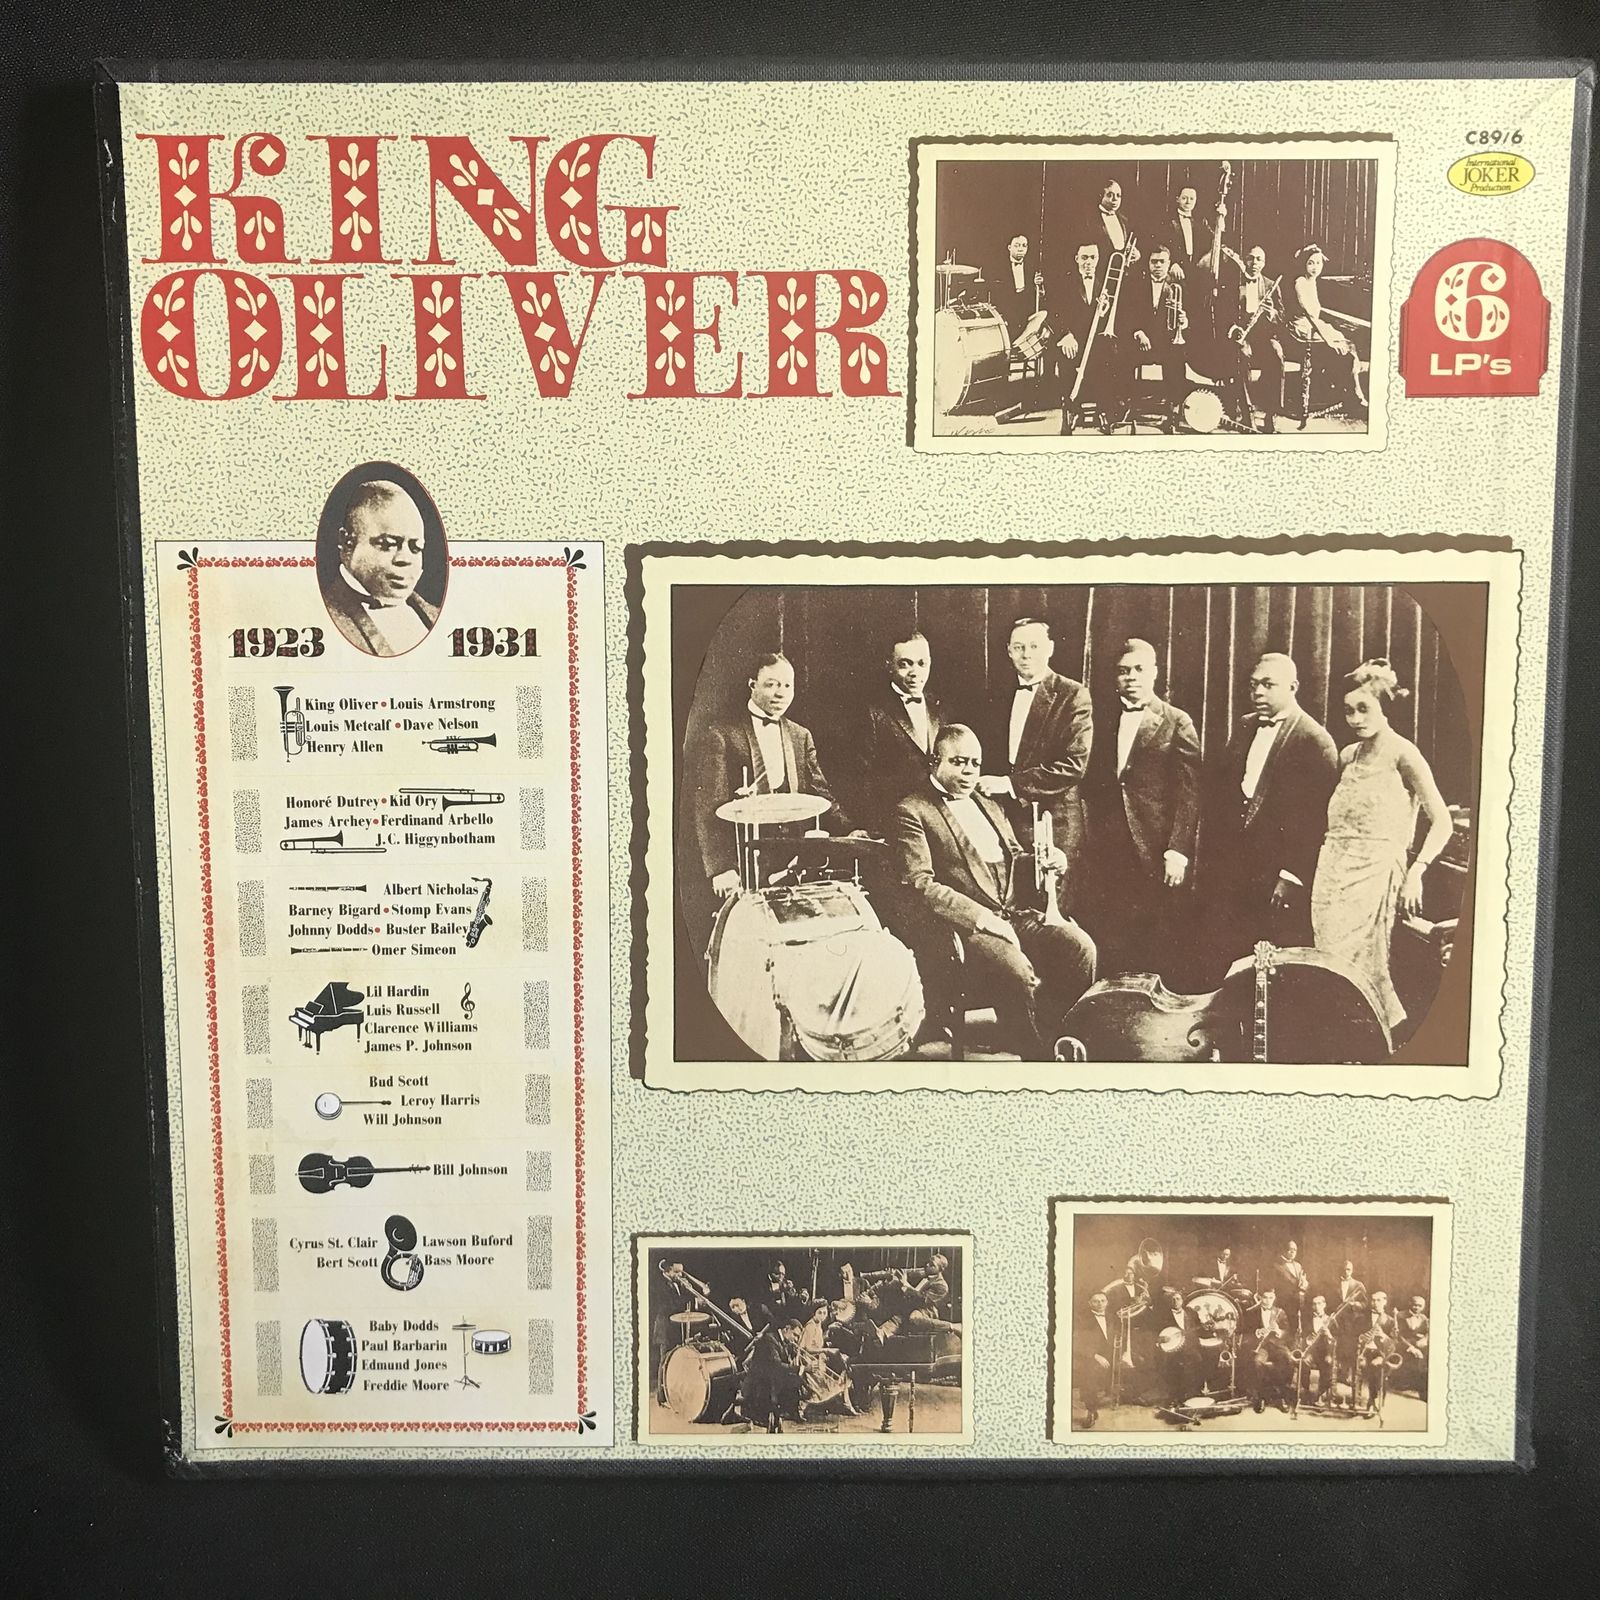 KING
OLIVER
C89/6
International
JOKER
Production
6
LP's
1923 1931
King Oliver • Louis Armstrong
Louis Metcalf • Dave Nelson
Henry Allen
Honoré Dutrey • Kid Ory
James Archey • Ferdinand Arbello
J.C. Higgynbotham
Albert Nicholas
Barney Bigard • Stomp Evans
Johnny Dodds • Buster Bailey
Omer Simeon
Lil Hardin
Luis Russell
Clarence Williams
James P. Johnson
Bud Scott
Leroy Harris
Will Johnson
Bill Johnson
Cyrus St. Clair Lawson Buford
Bert Scott Bass Moore
Baby Dodds
Paul Barbarin
Edmund Jones
Freddie Moore